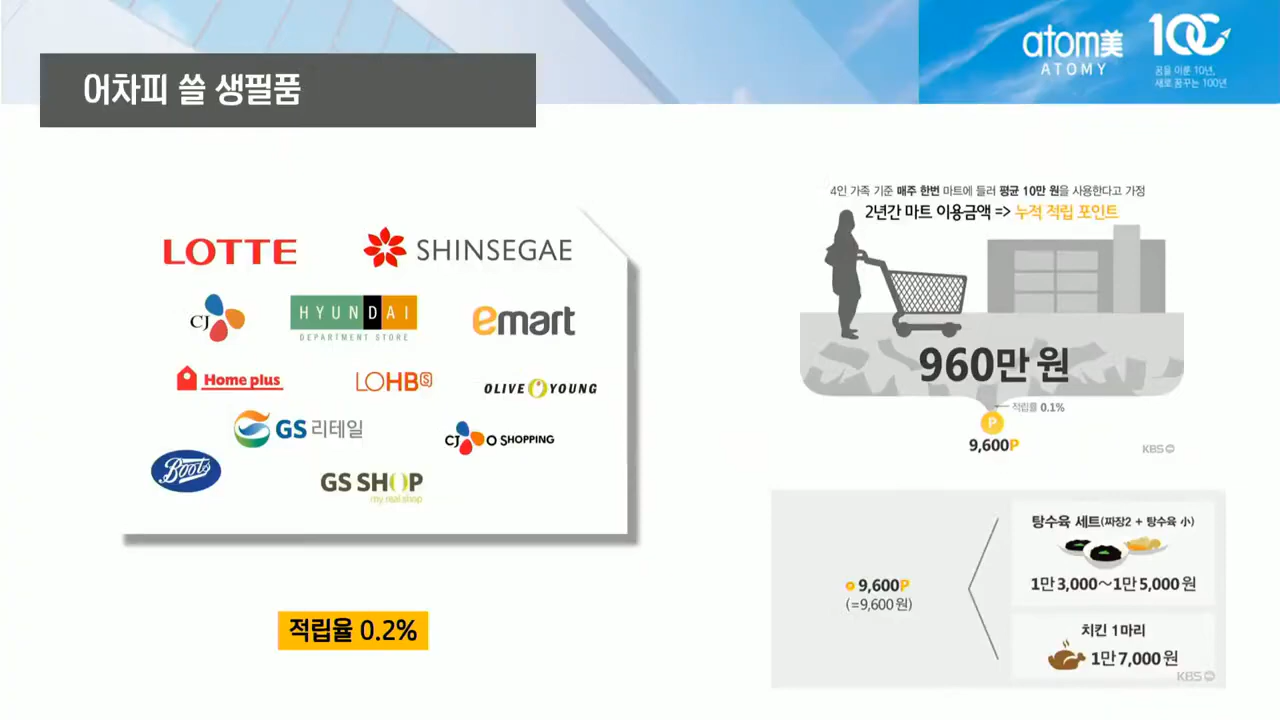 어차피 쓸 생필품
atom美
ATOMY
100
꿈을 이룬 10년,
새로 꿈꾸는 100년
LOTTE
SHINSEGAE
CJ
HYUNDAI
DEPARTMENT STORE
emart
Home plus
LOHBS
OLIVE YOUNG
GS리테일
CJ O SHOPPING
Boots
GS SHOP
my real shop
적립율 0.2%
4인 가족 기준 매주 한번 마트에 들러 평균 10만 원을 사용한다고 가정
2년간 마트 이용금액 => 누적 적립 포인트
960만 원
적립률 0.1%
P
9,600P
KBS
9,600P
(=9,600원)
탕수육 세트(짜장2 + 탕수육 小)
1만 3,000~1만 5,000원
치킨 1마리
1만 7,000원
KBS